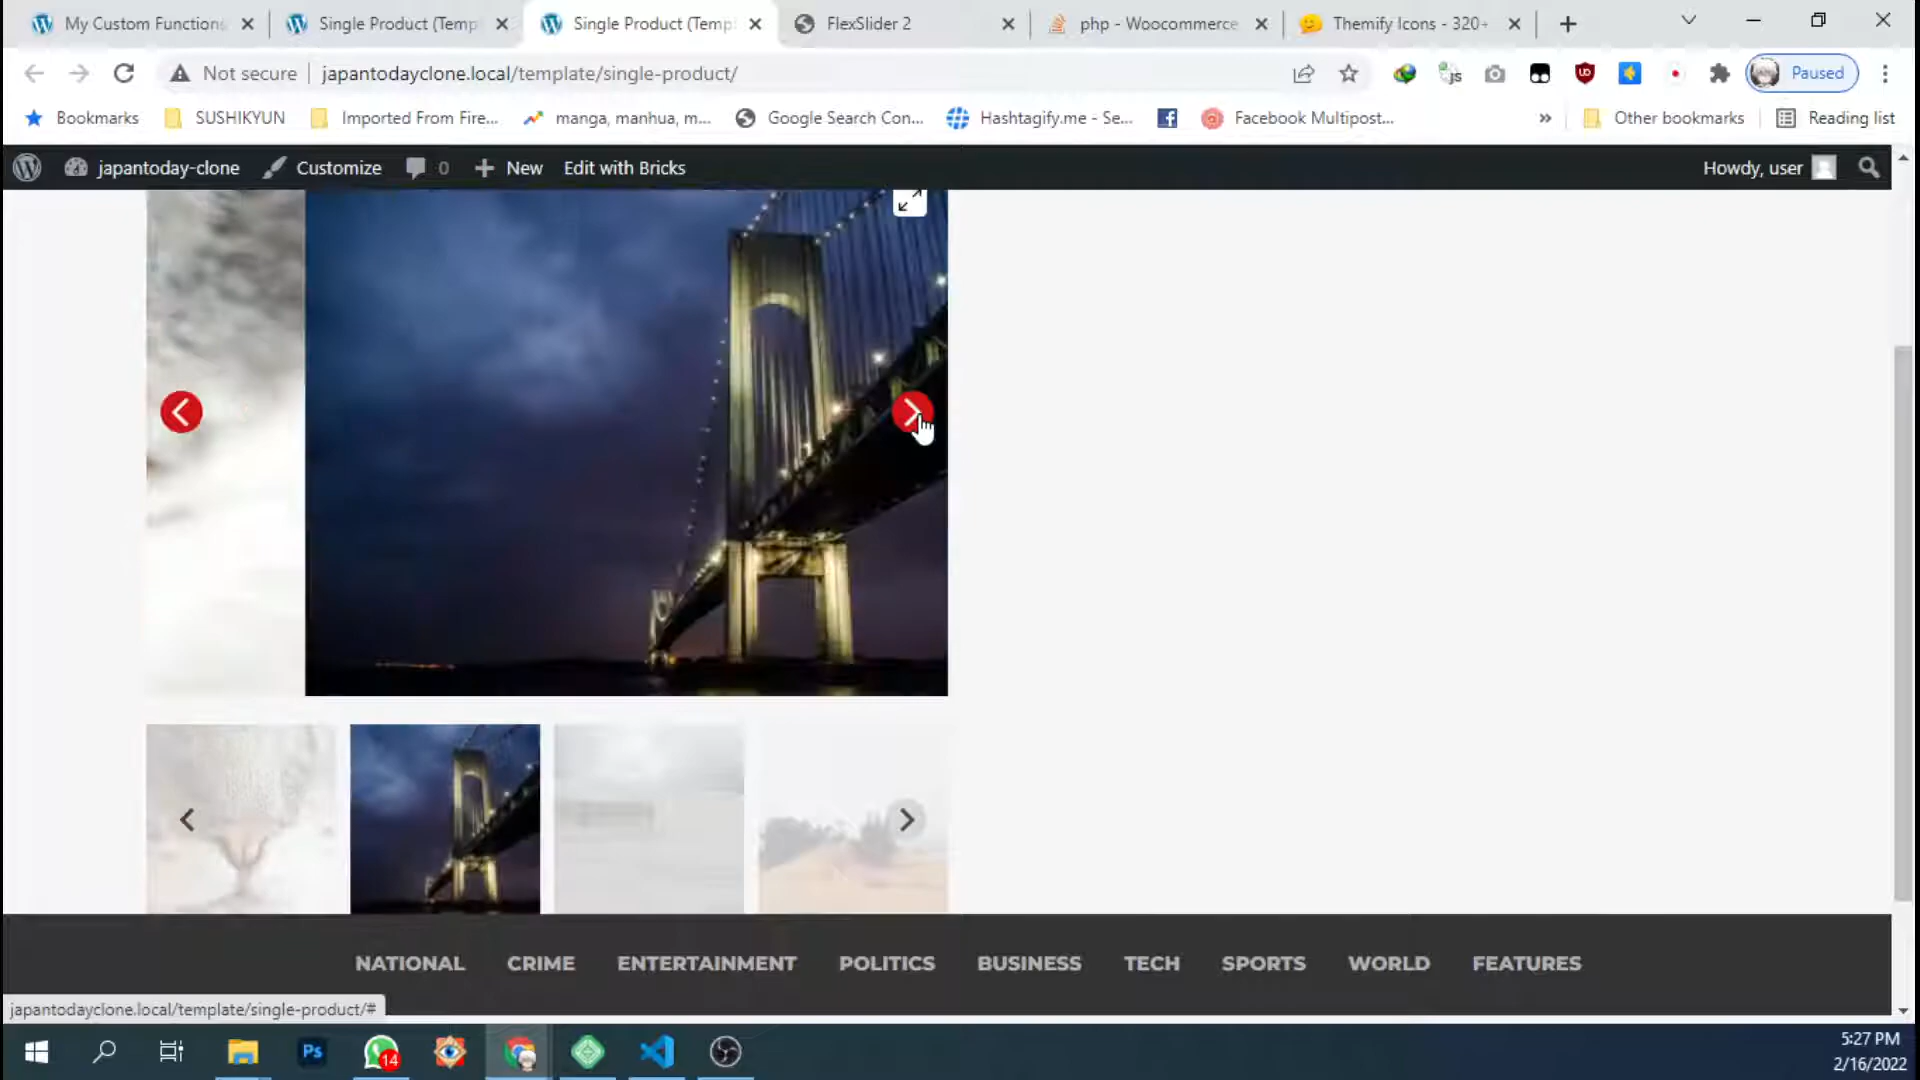 My Custom Functions
Single Product (Temp
Single Product (Temp
FlexSlider 2
php - Woocommerce
Themify Icons - 320+
Not secure
japantodayclone.local/template/single-product/
JS
UD
Paused
Bookmarks
SUSHIKYUN
Imported From Fire...
manga, manhua, m...
Google Search Con...
Hashtagify.me - Se...
Facebook Multipost...
Other bookmarks
Reading list
japantoday-clone
Customize
0
New
Edit with Bricks
Howdy, user
NATIONAL
CRIME
ENTERTAINMENT
POLITICS
BUSINESS
TECH
SPORTS
WORLD
FEATURES
japantodayclone.local/template/single-product/#
Ps
14
5:27 PM
2/16/2022